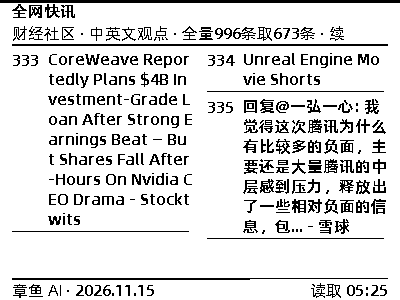 全网快讯
财经社区 · 中英文观点 · 全量996条取673条 · 续
333 CoreWeave Repor
tedly Plans $4B In
vestment-Grade L
oan After Strong E
arnings Beat – Bu
t Shares Fall After
-Hours On Nvidia C
EO Drama - Stockt
wits
334 Unreal Engine Mo
vie Shorts
335 回复@一弘一心: 我
觉得这次腾讯为什么
有比较多的负面，主
要还是大量腾讯的中
层感到压力，释放出
了一些相对负面的信
息，包... - 雪球
章鱼 AI · 2026.11.15
读取 05:25